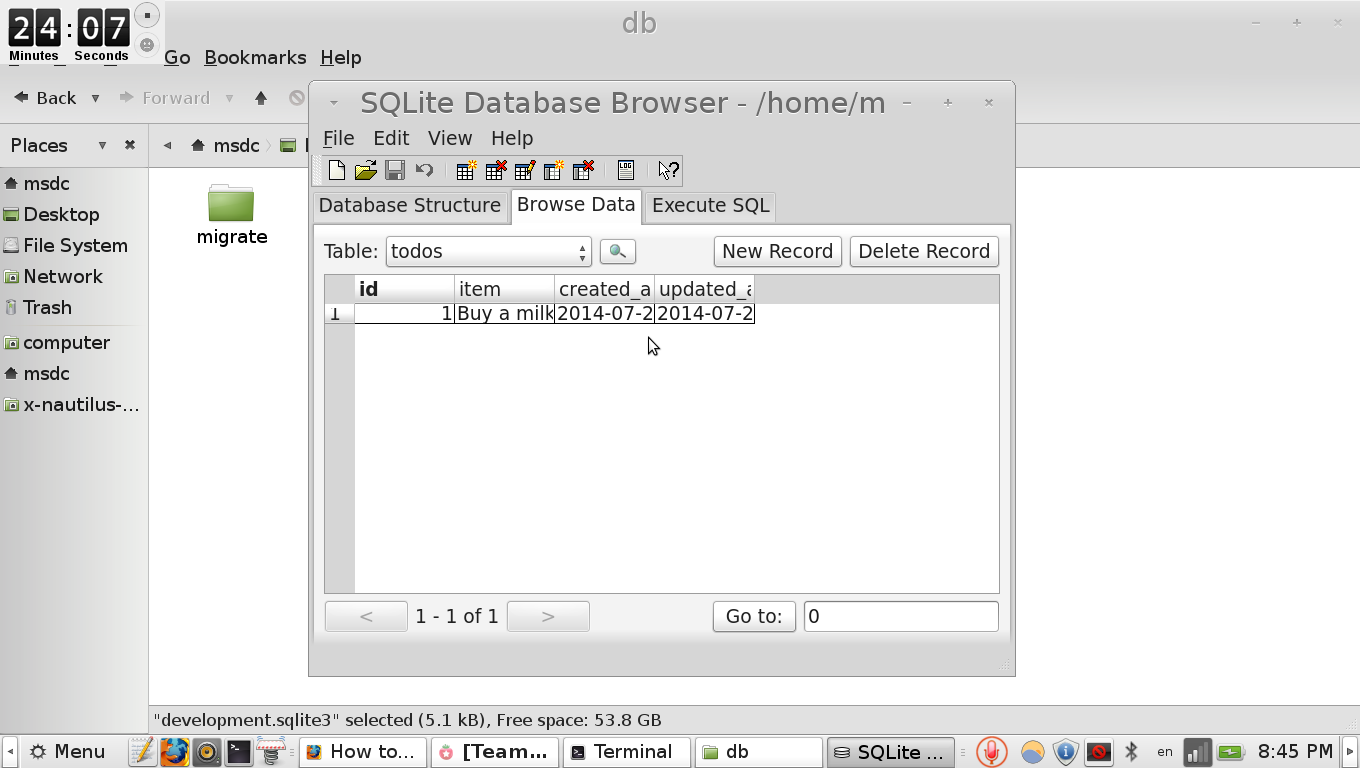 24:07
Minutes Seconds
db
Go Bookmarks Help
Back Forward
SQLite Database Browser - /home/m
File Edit View Help
Places
msdc
LOG
Database Structure Browse Data Execute SQL
msdc
Desktop
File System
Network
Trash
computer
msdc
x-nautilus-...
migrate
Table: todos New Record Delete Record
id item created_a updated_a
1 1 Buy a milk 2014-07-2 2014-07-2
< 1 - 1 of 1 > Go to: 0
"development.sqlite3" selected (5.1 kB), Free space: 53.8 GB
Menu How to... [Team... Terminal db SQLite ... en 8:45 PM